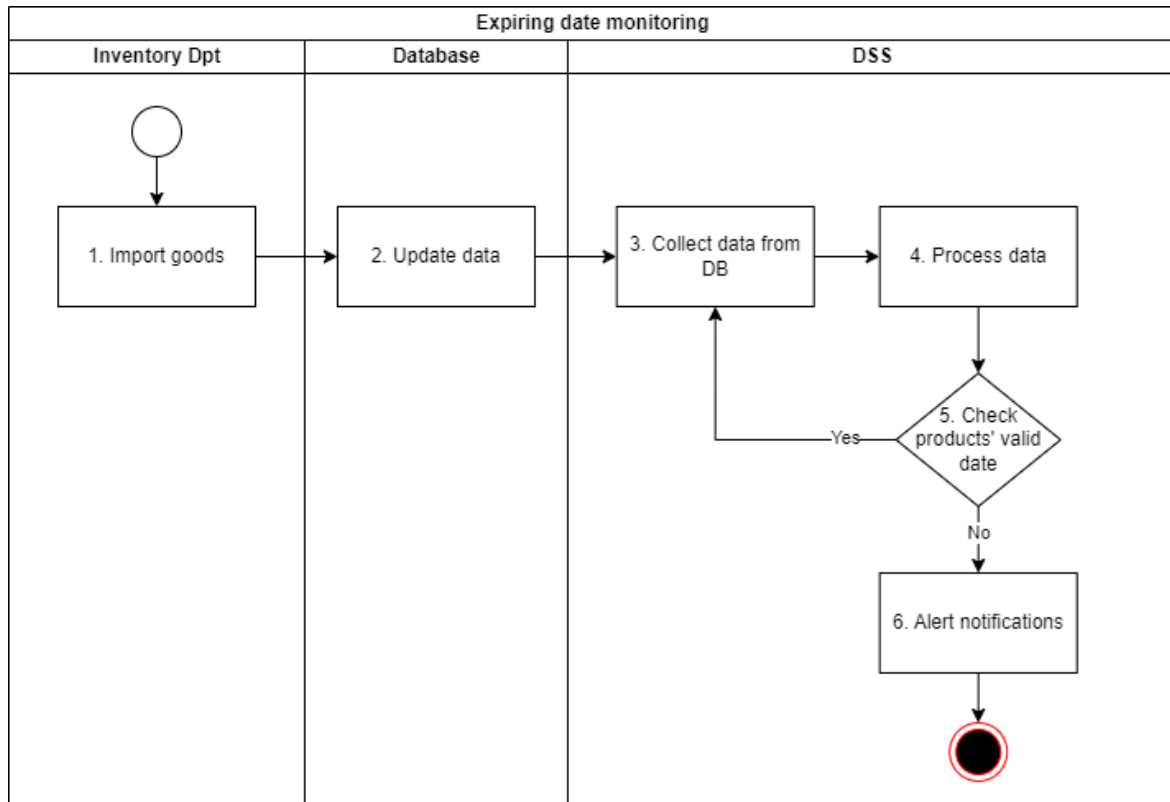 Expiring date monitoring
Inventory Dpt
Database
DSS
1. Import goods
2. Update data
3. Collect data from
DB
4. Process data
5. Check
products' valid
date
Yes
No
6. Alert notifications